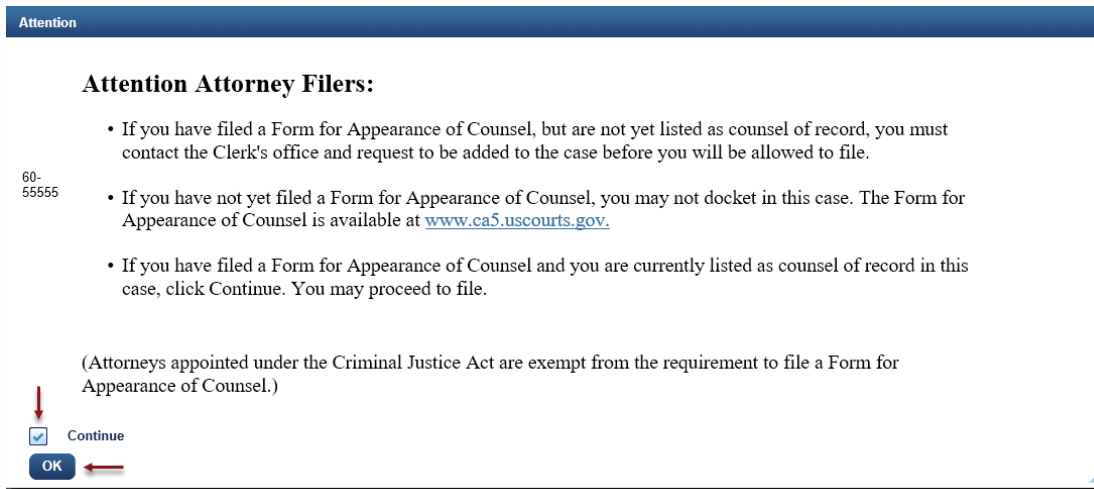 Attention
Attention Attorney Filers:
• If you have filed a Form for Appearance of Counsel, but are not yet listed as counsel of record, you must
contact the Clerk's office and request to be added to the case before you will be allowed to file.
60-
55555
• If you have not yet filed a Form for Appearance of Counsel, you may not docket in this case. The Form for
Appearance of Counsel is available at www.ca5.uscourts.gov.
• If you have filed a Form for Appearance of Counsel and you are currently listed as counsel of record in this
case, click Continue. You may proceed to file.
(Attorneys appointed under the Criminal Justice Act are exempt from the requirement to file a Form for
Appearance of Counsel.)
Continue
OK